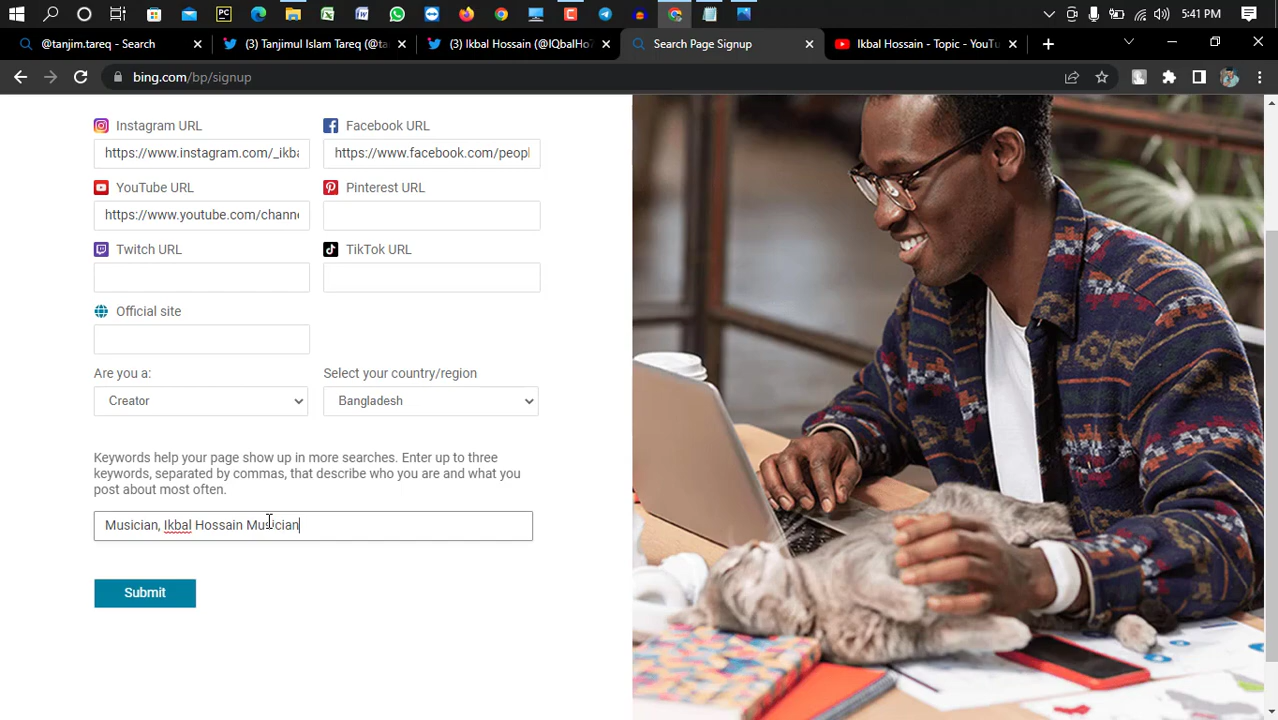 5:41 PM
@tanjim.tareq - Search
(3) Tanjimul Islam Tareq (@ta
(3) Ikbal Hossain (@IQbalHo7
Search Page Signup
Ikbal Hossain - Topic - YouTu
bing.com/bp/signup
Instagram URL
Facebook URL
https://www.instagram.com/_ikba
https://www.facebook.com/peopl
YouTube URL
Pinterest URL
https://www.youtube.com/channe
Twitch URL
TikTok URL
Official site
Are you a:
Select your country/region
Creator
Bangladesh
Keywords help your page show up in more searches. Enter up to three
keywords, separated by commas, that describe who you are and what you
post about most often.
Musician, Ikbal Hossain Musician
Submit